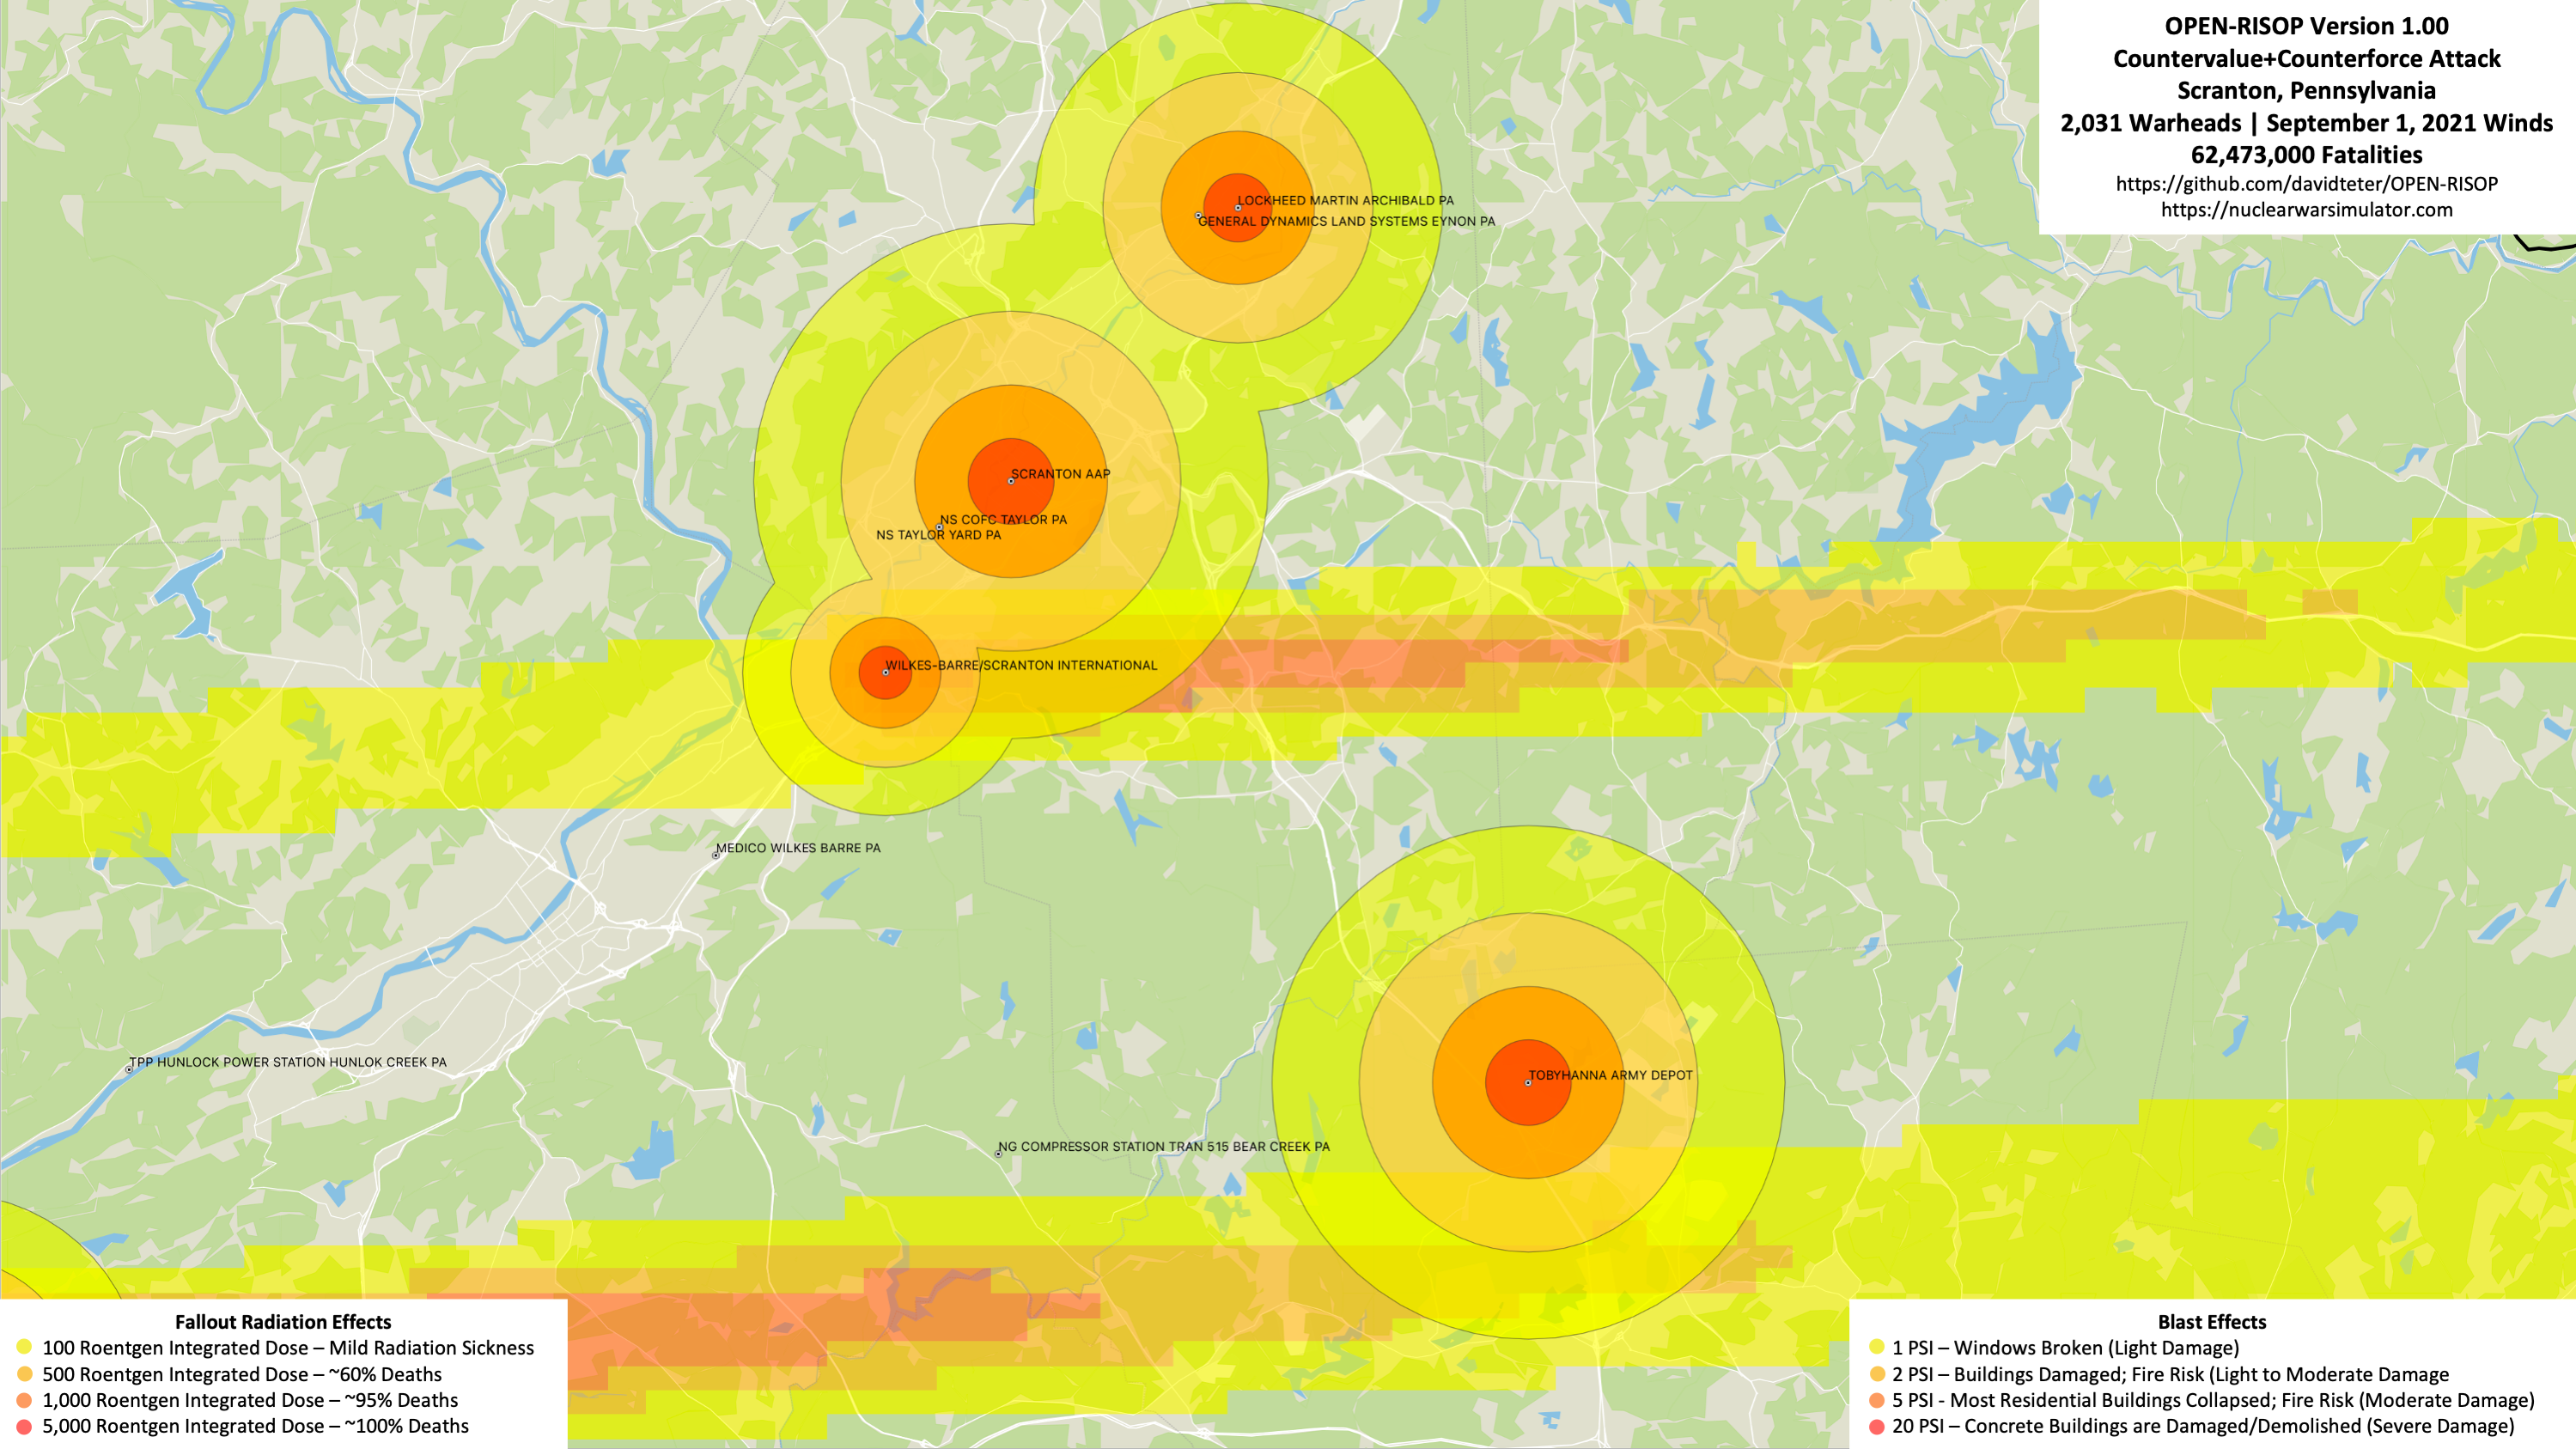 OPEN-RISOP Version 1.00
Countervalue+Counterforce Attack
Scranton, Pennsylvania
2,031 Warheads | September 1, 2021 Winds
62,473,000 Fatalities
https://github.com/davidteter/OPEN-RISOP
https://nuclearwarsimulator.com
LOCKHEED MARTIN ARCHIBALD PA
GENERAL DYNAMICS LAND SYSTEMS EYNON PA
SCRANTON AAP
NS COFC TAYLOR PA
NS TAYLOR YARD PA
WILKES-BARRE/SCRANTON INTERNATIONAL
MEDICO WILKES BARRE PA
TPP HUNLOCK POWER STATION HUNLOK CREEK PA
TOBYHANNA ARMY DEPOT
NG COMPRESSOR STATION TRAN 515 BEAR CREEK PA
Fallout Radiation Effects
100 Roentgen Integrated Dose – Mild Radiation Sickness
500 Roentgen Integrated Dose – ~60% Deaths
1,000 Roentgen Integrated Dose – ~95% Deaths
5,000 Roentgen Integrated Dose – ~100% Deaths
Blast Effects
1 PSI – Windows Broken (Light Damage)
2 PSI – Buildings Damaged; Fire Risk (Light to Moderate Damage
5 PSI - Most Residential Buildings Collapsed; Fire Risk (Moderate Damage)
20 PSI – Concrete Buildings are Damaged/Demolished (Severe Damage)